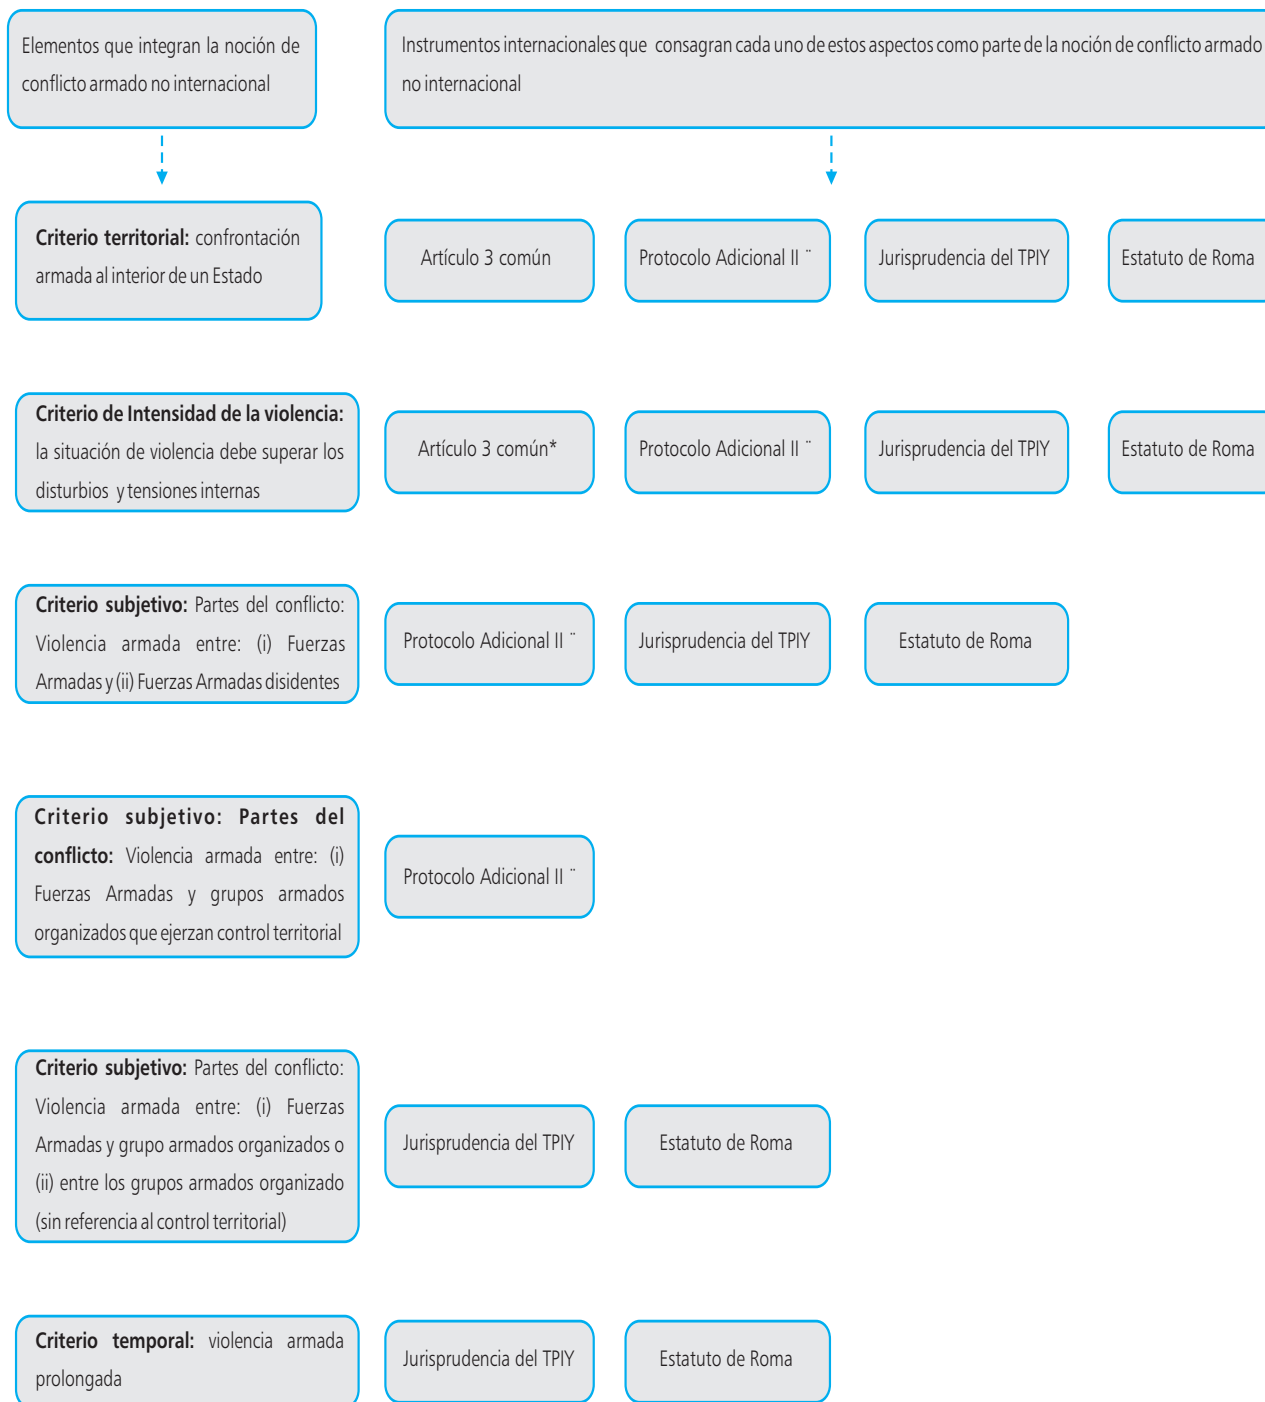 Elementos que integran la noción de
conflicto armado no internacional
Instrumentos internacionales que consagran cada uno de estos aspectos como parte de la noción de conflicto armado
no internacional
Criterio territorial: confrontación
armada al interior de un Estado
Artículo 3 común
Protocolo Adicional II ¨
Jurisprudencia del TPIY
Estatuto de Roma
Criterio de Intensidad de la violencia:
la situación de violencia debe superar los
disturbios y tensiones internas
Artículo 3 común*
Protocolo Adicional II ¨
Jurisprudencia del TPIY
Estatuto de Roma
Criterio subjetivo: Partes del conflicto:
Violencia armada entre: (i) Fuerzas
Armadas y (ii) Fuerzas Armadas disidentes
Protocolo Adicional II ¨
Jurisprudencia del TPIY
Estatuto de Roma
Criterio subjetivo: Partes del
conflicto: Violencia armada entre: (i)
Fuerzas Armadas y grupos armados
organizados que ejerzan control territorial
Protocolo Adicional II ¨
Criterio subjetivo: Partes del conflicto:
Violencia armada entre: (i) Fuerzas
Armadas y grupo armados organizados o
(ii) entre los grupos armados organizado
(sin referencia al control territorial)
Jurisprudencia del TPIY
Estatuto de Roma
Criterio temporal: violencia armada
prolongada
Jurisprudencia del TPIY
Estatuto de Roma